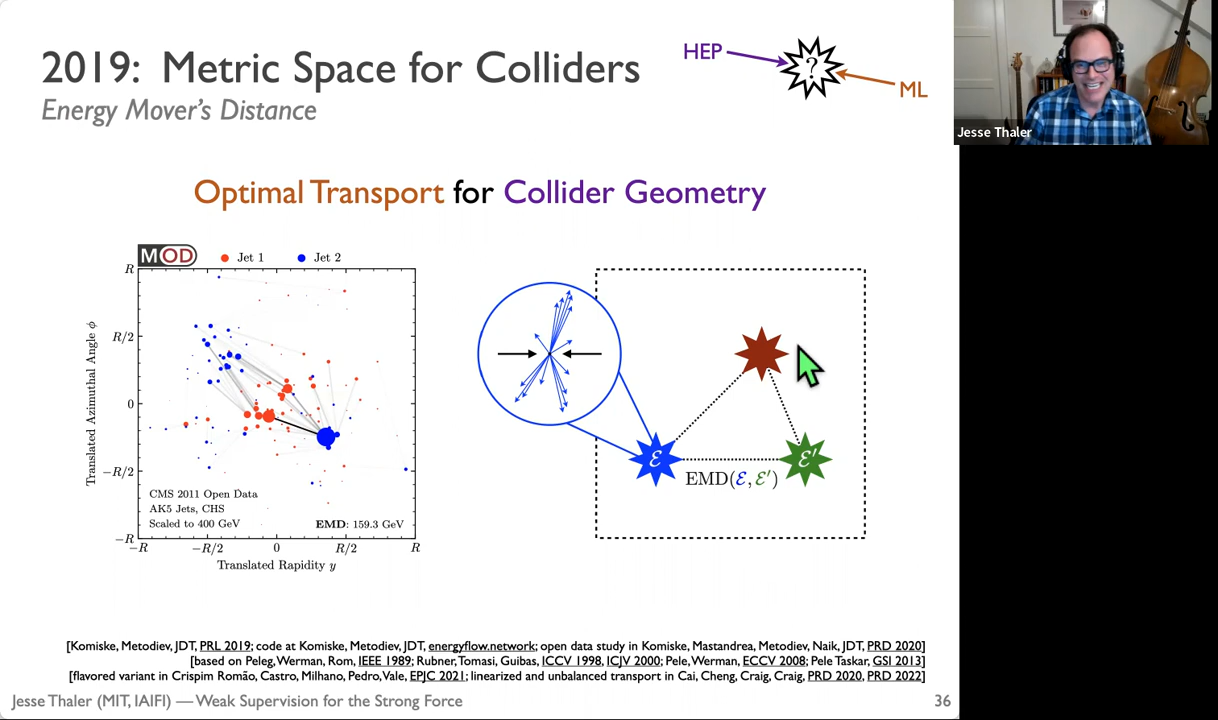 2019: Metric Space for Colliders
Energy Mover's Distance
HEP
?
ML
Jesse Thaler
Optimal Transport for Collider Geometry
MOD
Jet 1
Jet 2
Translated Azimuthal Angle ϕ
R
R/2
0
−R/2
−R
CMS 2011 Open Data
AK5 Jets, CHS
Scaled to 400 GeV
EMD: 159.3 GeV
−R
−R/2
0
R/2
R
Translated Rapidity y
ℰ
ℰ′
EMD(ℰ, ℰ′)
[Komiske, Metodiev, JDT, PRL 2019; code at Komiske, Metodiev, JDT, energyflow.network; open data study in Komiske, Mastandrea, Metodiev, Naik, JDT, PRD 2020]
[based on Peleg, Werman, Rom, IEEE 1989; Rubner, Tomasi, Guibas, ICCV 1998, ICJV 2000; Pele, Werman, ECCV 2008; Pele Taskar, GSI 2013]
[flavored variant in Crispim Romão, Castro, Milhano, Pedro, Vale, EPJC 2021; linearized and unbalanced transport in Cai, Cheng, Craig, Craig, PRD 2020, PRD 2022]
Jesse Thaler (MIT, IAIFI) — Weak Supervision for the Strong Force
36